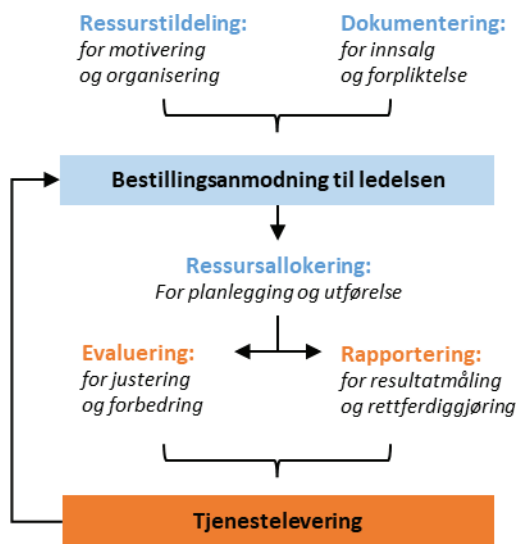 Ressurstildeling:
for motivering
og organisering
Dokumentering:
for innsalg
og forpliktelse
Bestillingsanmodning til ledelsen
Ressursallokering:
For planlegging og utførelse
Evaluering:
for justering
og forbedring
Rapportering:
for resultatmåling
og rettferdiggjøring
Tjenestelevering